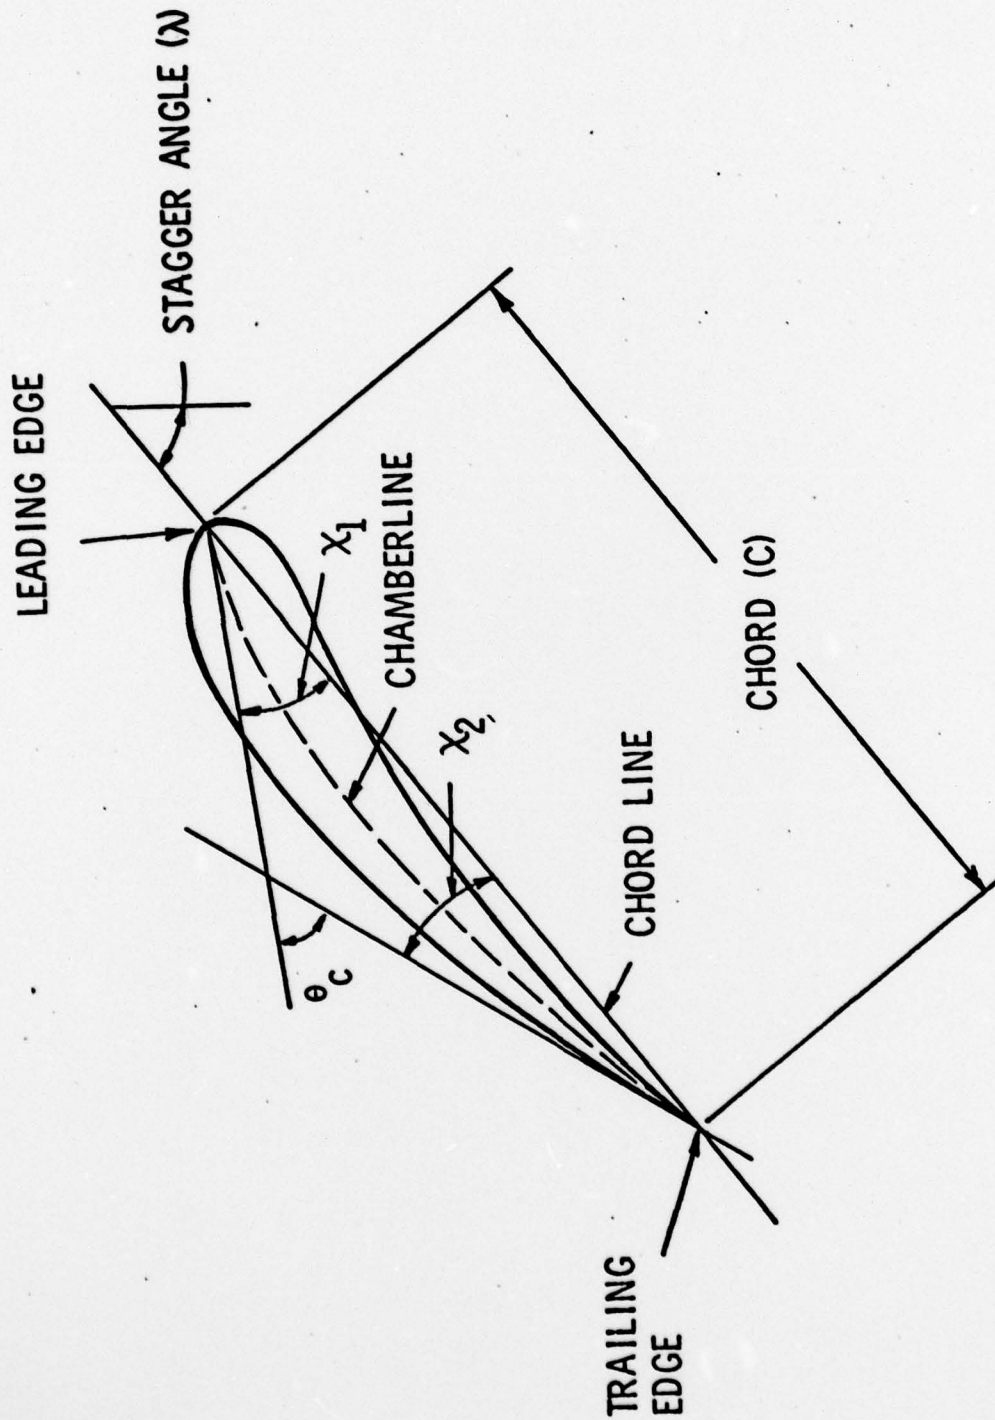 LEADING EDGE
STAGGER ANGLE (λ)
χ1
CHAMBERLINE
χ2
θC
CHORD LINE
CHORD (C)
TRAILING
EDGE